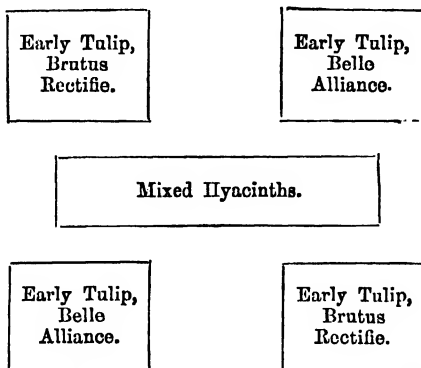 Early Tulip,
Brutus
Rectifie.
Early Tulip,
Belle
Alliance.
Mixed Hyacinths.
Early Tulip,
Belle
Alliance.
Early Tulip,
Brutus
Rectifie.